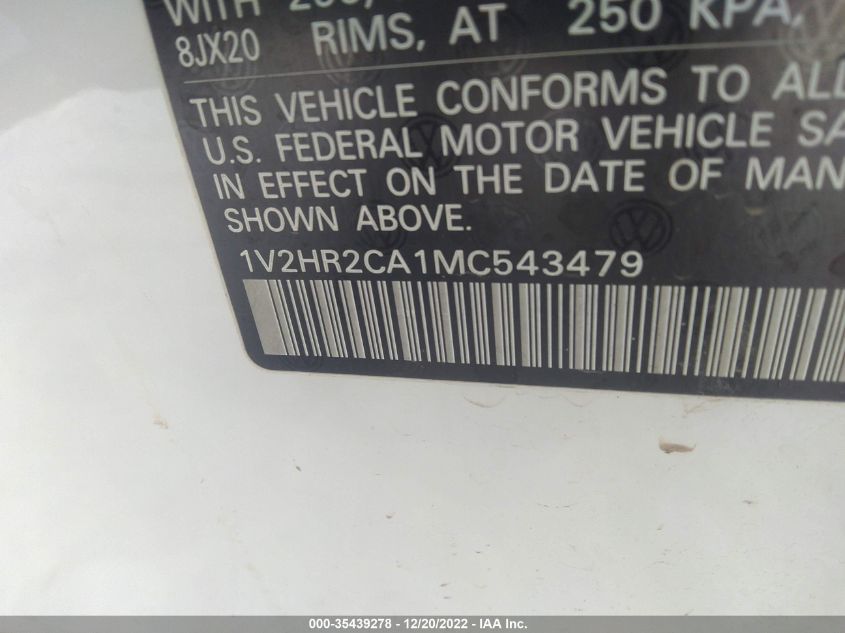 WITH
8JX20 RIMS, AT 250 KPA,
THIS VEHICLE CONFORMS TO ALL
U.S. FEDERAL MOTOR VEHICLE SA
IN EFFECT ON THE DATE OF MAN
SHOWN ABOVE.
1V2HR2CA1MC543479
000-35439278 - 12/20/2022 - IAA Inc.